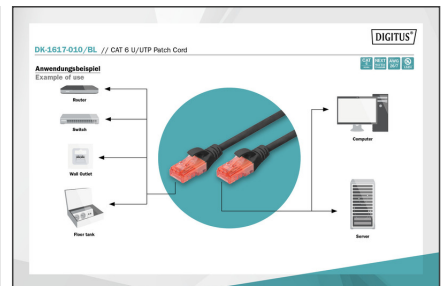 DIGITUS®
DK-1617-010/BL // CAT 6 U/UTP Patch Cord
Anwendungsbeispiel
Example of use
Router
Switch
Wall Outlet
Floor tank
Computer
Server